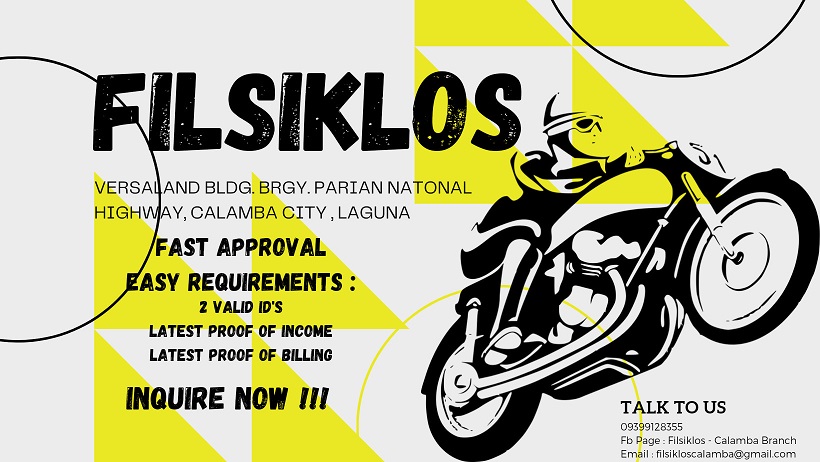 FILSIKLOS
VERSALAND BLDG. BRGY. PARIAN NATONAL
HIGHWAY, CALAMBA CITY , LAGUNA
FAST APPROVAL
EASY REQUIREMENTS :
2 VALID ID'S
LATEST PROOF OF INCOME
LATEST PROOF OF BILLING
INQUIRE NOW !!!
TALK TO US
09399128355
Fb Page : Filsiklos - Calamba Branch
Email : filsikloscalamba@gmail.com